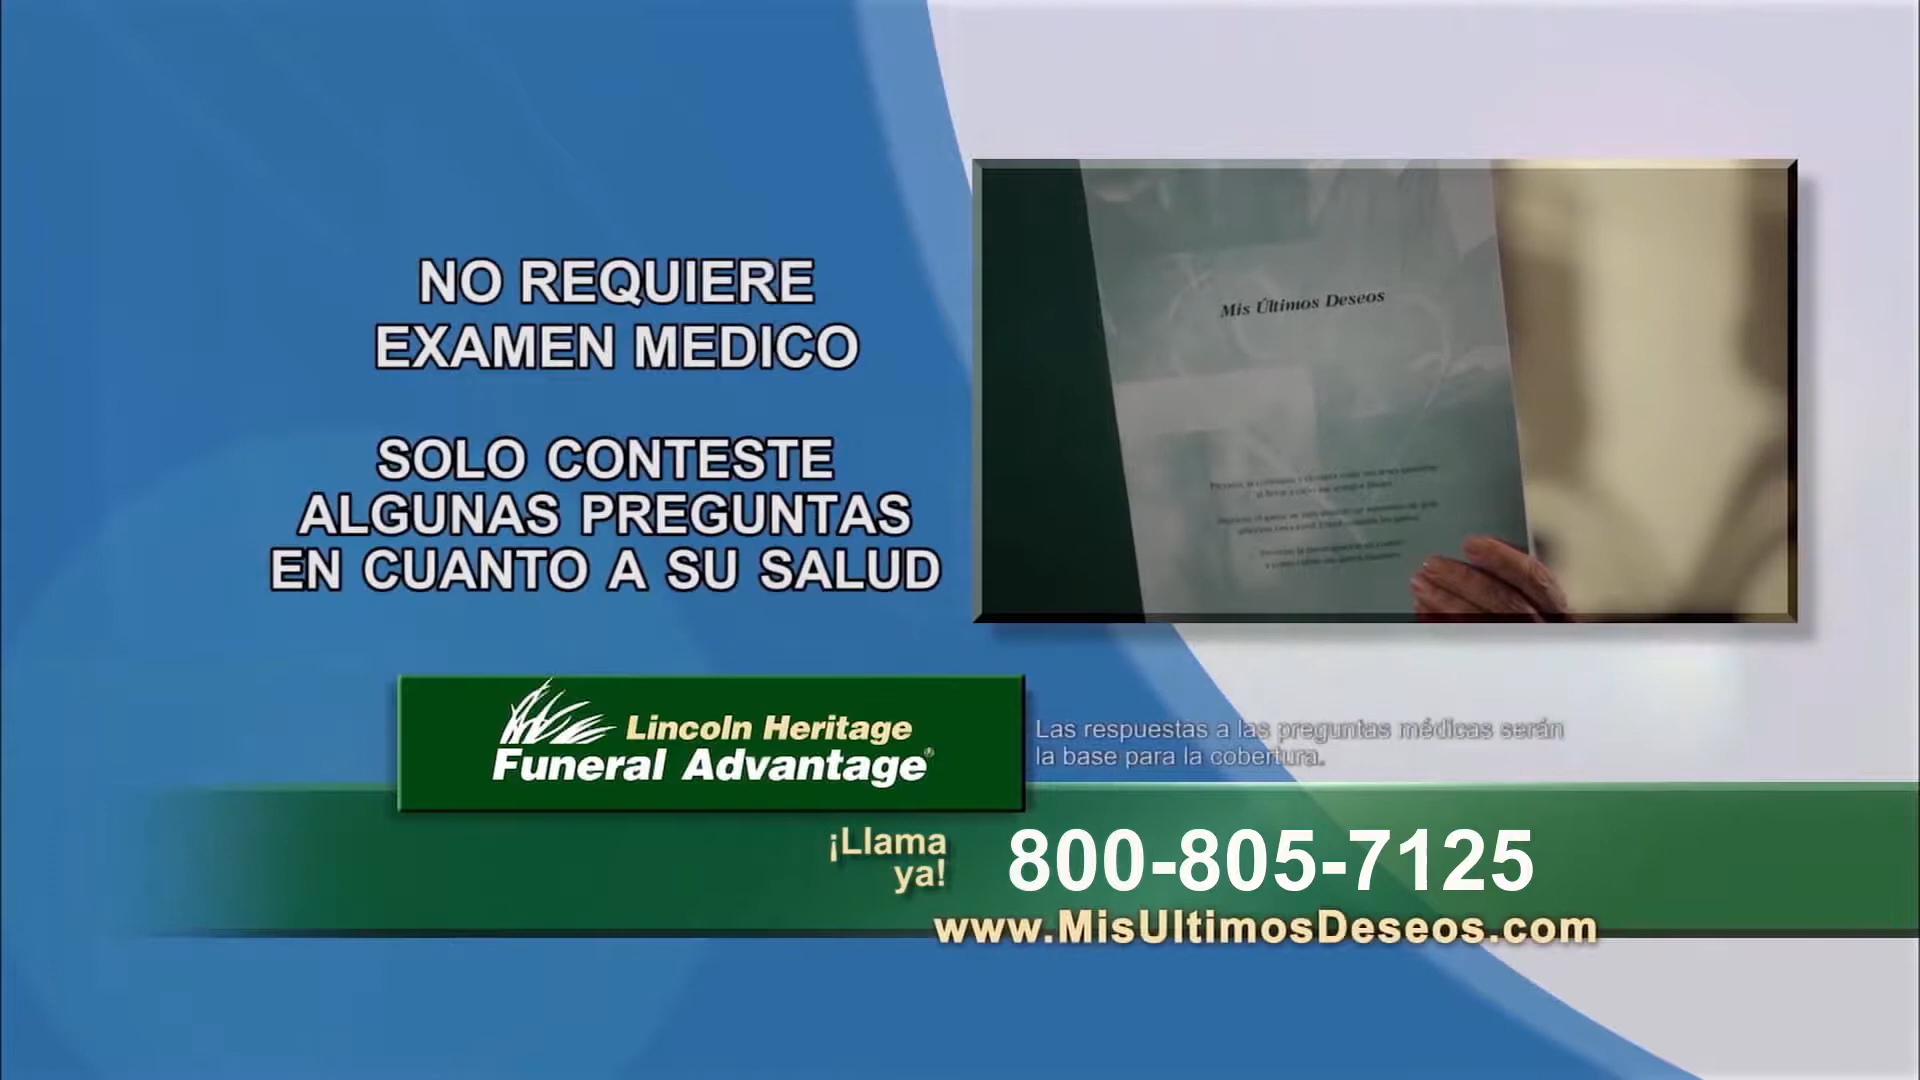 NO REQUIERE
EXAMEN MEDICO
SOLO CONTESTE
ALGUNAS PREGUNTAS
EN CUANTO A SU SALUD
Mis Últimos Deseos
Lincoln Heritage
Funeral Advantage®
Las respuestas a las preguntas médicas serán
la base para la cobertura.
¡Llama
ya!
800-805-7125
www.MisUltimosDeseos.com